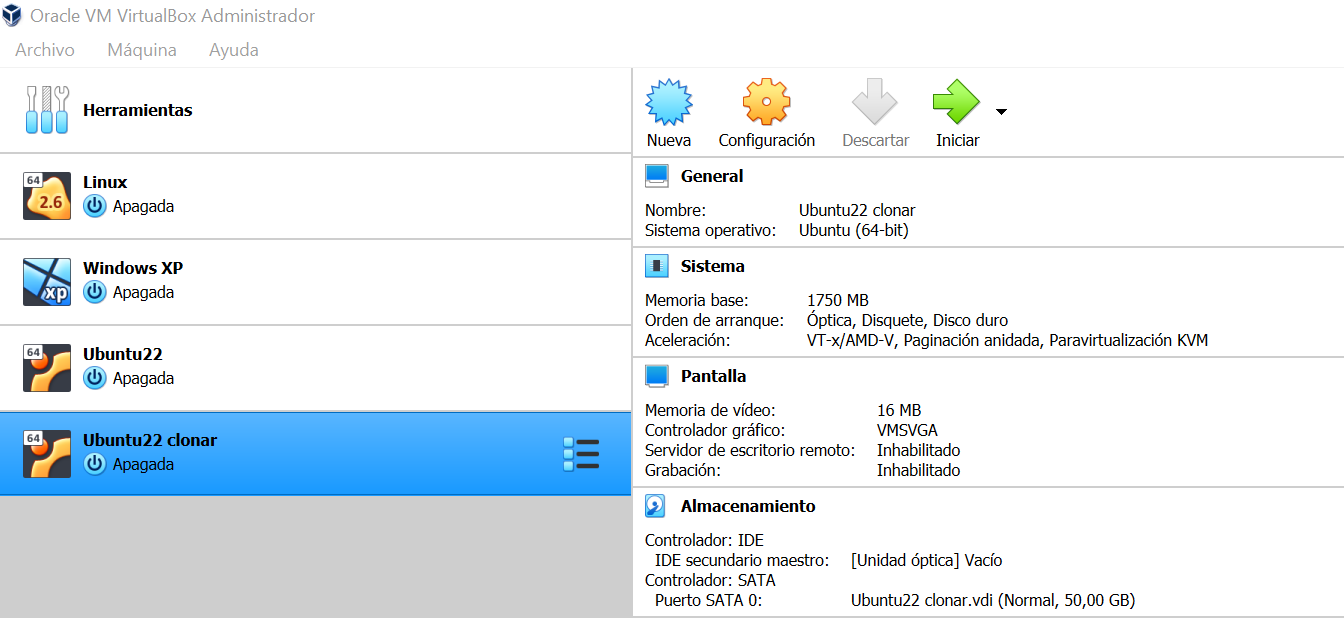 Oracle VM VirtualBox Administrador
Archivo Máquina Ayuda
Herramientas
64
2.6
Linux
Apagada
xp
Windows XP
Apagada
64
Ubuntu22
Apagada
64
Ubuntu22 clonar
Apagada
Nueva Configuración Descartar Iniciar
General
Nombre: Ubuntu22 clonar
Sistema operativo: Ubuntu (64-bit)
Sistema
Memoria base: 1750 MB
Orden de arranque: Óptica, Disquete, Disco duro
Aceleración: VT-x/AMD-V, Paginación anidada, Paravirtualización KVM
Pantalla
Memoria de vídeo: 16 MB
Controlador gráfico: VMSVGA
Servidor de escritorio remoto: Inhabilitado
Grabación: Inhabilitado
Almacenamiento
Controlador: IDE
IDE secundario maestro: [Unidad óptica] Vacío
Controlador: SATA
Puerto SATA 0: Ubuntu22 clonar.vdi (Normal, 50,00 GB)